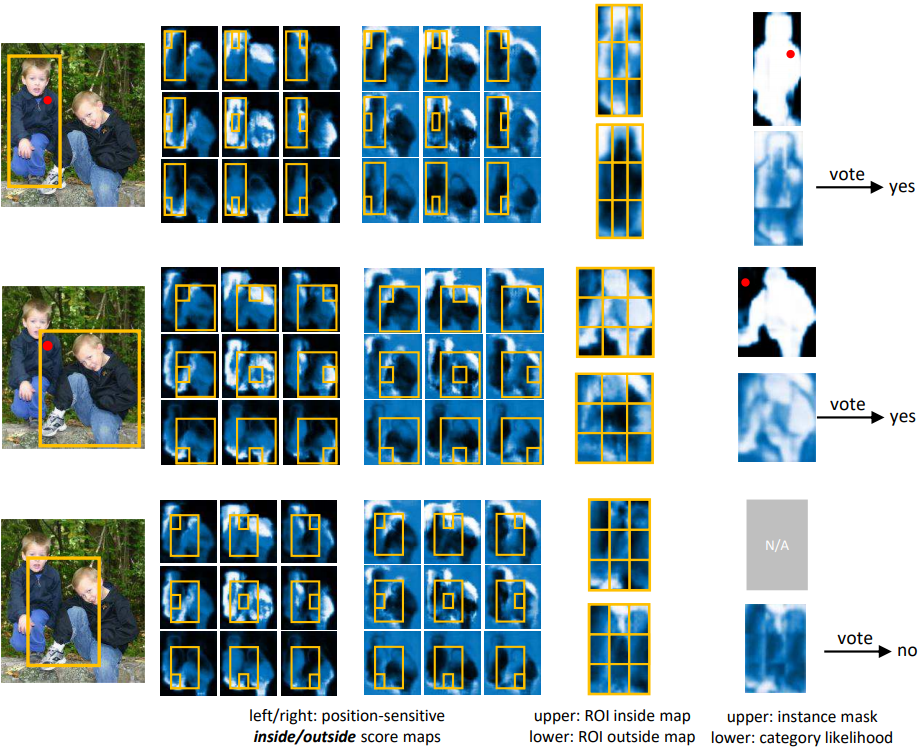 vote
yes
vote
yes
N/A
vote
no
left/right: position-sensitive
inside/outside score maps
upper: ROI inside map
lower: ROI outside map
upper: instance mask
lower: category likelihood